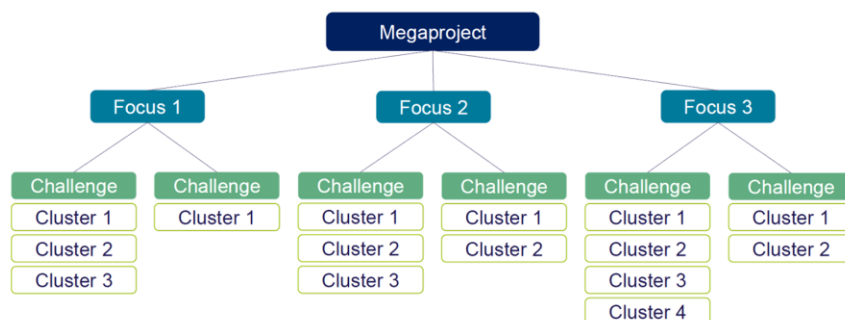 Megaproject
Focus 1
Focus 2
Focus 3
Challenge
Challenge
Challenge
Challenge
Challenge
Challenge
Cluster 1
Cluster 1
Cluster 1
Cluster 1
Cluster 1
Cluster 1
Cluster 2
Cluster 2
Cluster 2
Cluster 2
Cluster 2
Cluster 3
Cluster 3
Cluster 3
Cluster 4